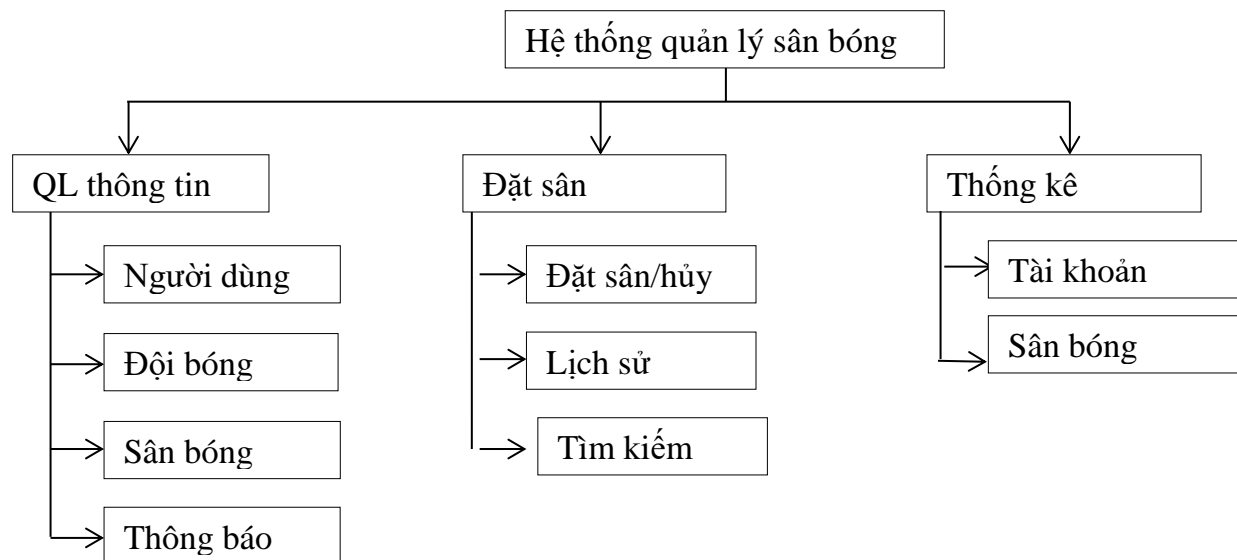 Hệ thống quản lý sân bóng
QL thông tin
Đặt sân
Thống kê
Người dùng
Đội bóng
Sân bóng
Thông báo
Đặt sân/hủy
Lịch sử
Tìm kiếm
Tài khoản
Sân bóng